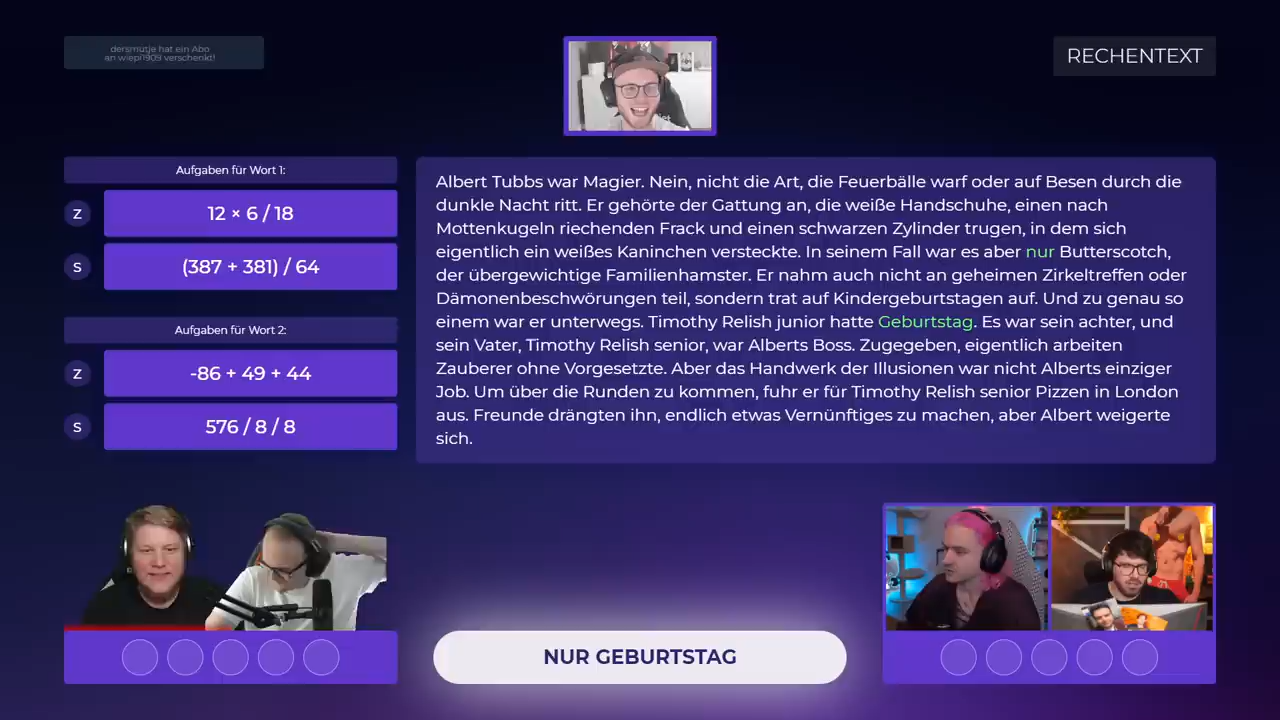 dersmutje hat ein Abo
an wiepr1909 verschenkt!
RECHENTEXT
Aufgaben für Wort 1:
Z
12 × 6 / 18
S
(387 + 381) / 64
Aufgaben für Wort 2:
Z
-86 + 49 + 44
S
576 / 8 / 8
Albert Tubbs war Magier. Nein, nicht die Art, die Feuerbälle warf oder auf Besen durch die
dunkle Nacht ritt. Er gehörte der Gattung an, die weiße Handschuhe, einen nach
Mottenkugeln riechenden Frack und einen schwarzen Zylinder trugen, in dem sich
eigentlich ein weißes Kaninchen versteckte. In seinem Fall war es aber nur Butterscotch,
der übergewichtige Familienhamster. Er nahm auch nicht an geheimen Zirkeltreffen oder
Dämonenbeschwörungen teil, sondern trat auf Kindergeburtstagen auf. Und zu genau so
einem war er unterwegs. Timothy Relish junior hatte Geburtstag. Es war sein achter, und
sein Vater, Timothy Relish senior, war Alberts Boss. Zugegeben, eigentlich arbeiten
Zauberer ohne Vorgesetzte. Aber das Handwerk der Illusionen war nicht Alberts einziger
Job. Um über die Runden zu kommen, fuhr er für Timothy Relish senior Pizzen in London
aus. Freunde drängten ihn, endlich etwas Vernünftiges zu machen, aber Albert weigerte
sich.
NUR GEBURTSTAG